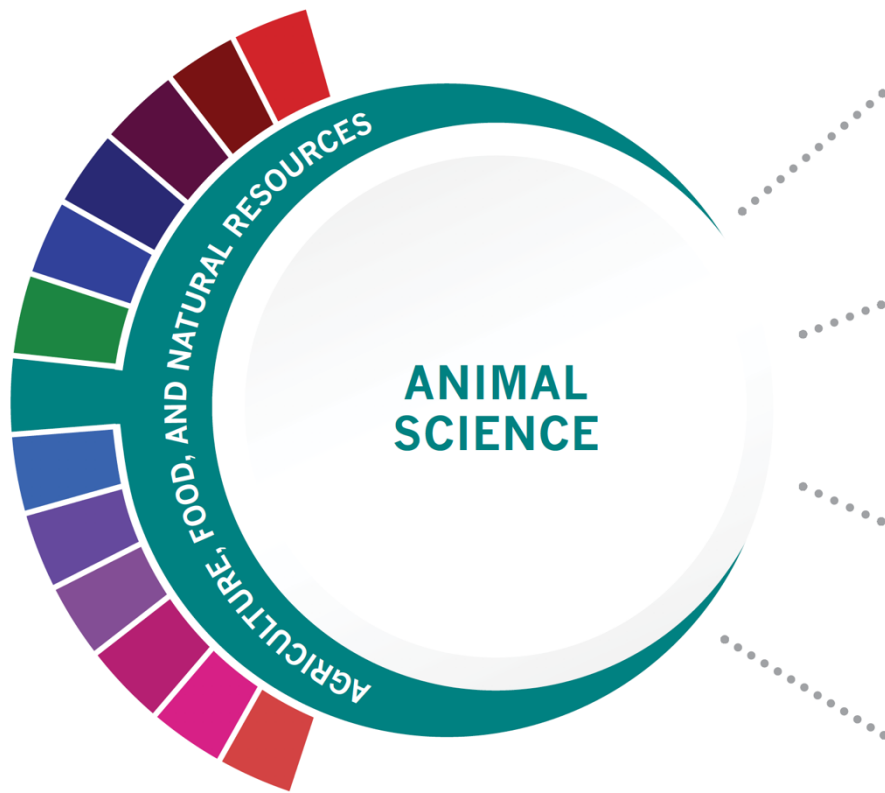 AGRICULTURE, FOOD, AND NATURAL RESOURCES
ANIMAL
SCIENCE